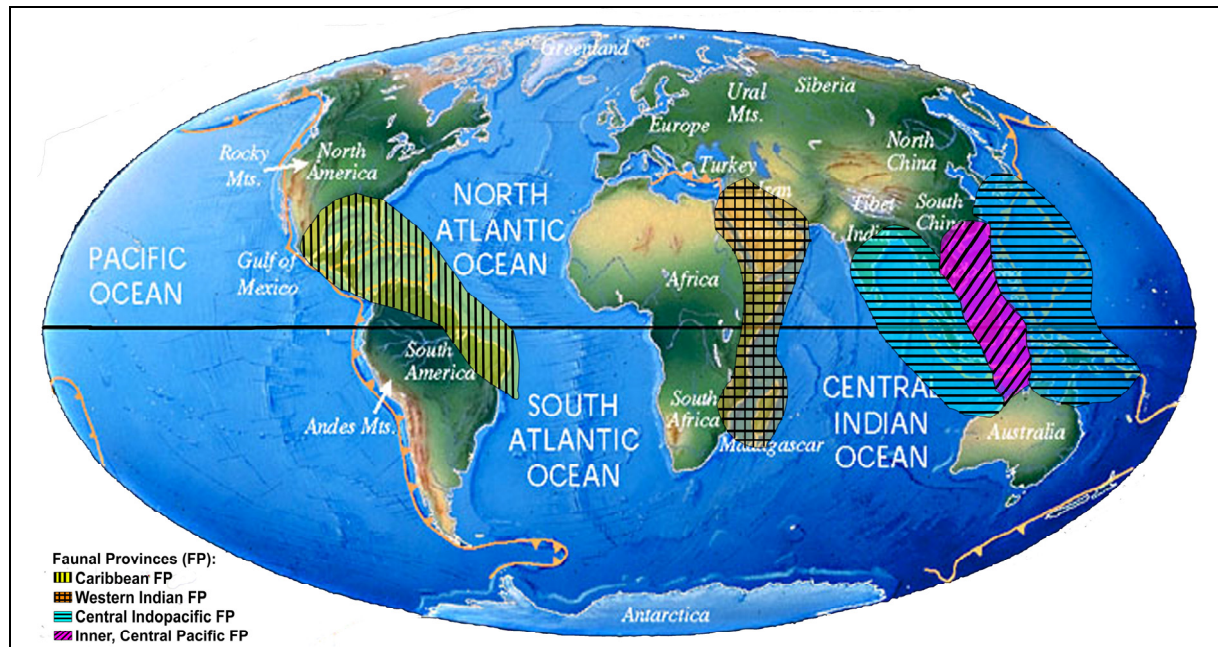 Greenland
Siberia
Ural
Mts.
Europe
North
China
Rocky
Mts.
North
America
Turkey
Iran
Tibet
South
China
India
NORTH
ATLANTIC
OCEAN
PACIFIC
OCEAN
Gulf of
Mexico
Africa
South
America
Andes Mts.
SOUTH
ATLANTIC
OCEAN
South
Africa
Madagascar
CENTRAL
INDIAN
OCEAN
Australia
Antarctica
Faunal Provinces (FP):
Caribbean FP
Western Indian FP
Central Indopacific FP
Inner, Central Pacific FP